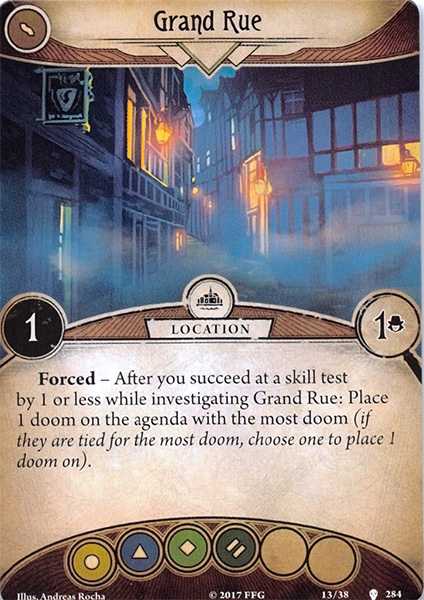 Grand Rue
1
LOCATION
1
Forced – After you succeed at a skill test
by 1 or less while investigating Grand Rue: Place
1 doom on the agenda with the most doom (if
they are tied for the most doom, choose one to place 1
doom on).
Illus. Andreas Rocha © 2017 FFG 13/38 284